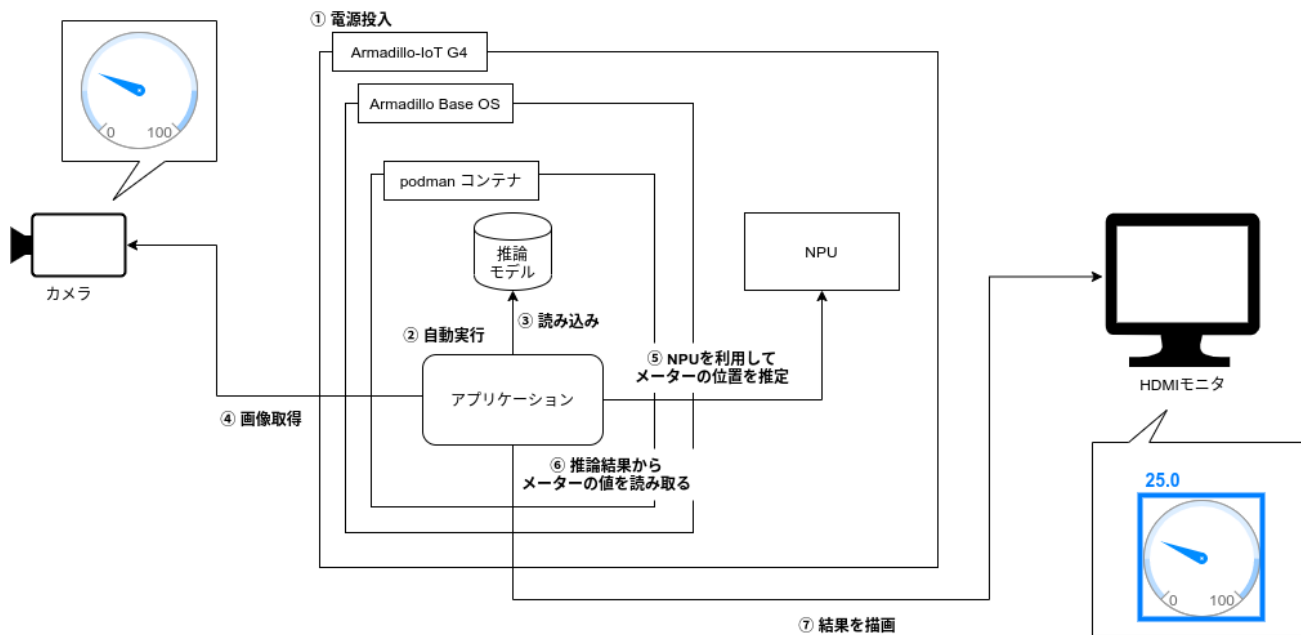 ① 電源投入
Armadillo-IoT G4
Armadillo Base OS
0
100
podman コンテナ
推論
モデル
NPU
カメラ
② 自動実行
③ 読み込み
⑤ NPUを利用して
メーターの位置を推定
アプリケーション
HDMIモニタ
④ 画像取得
⑥ 推論結果から
メーターの値を読み取る
25.0
0
100
⑦ 結果を描画